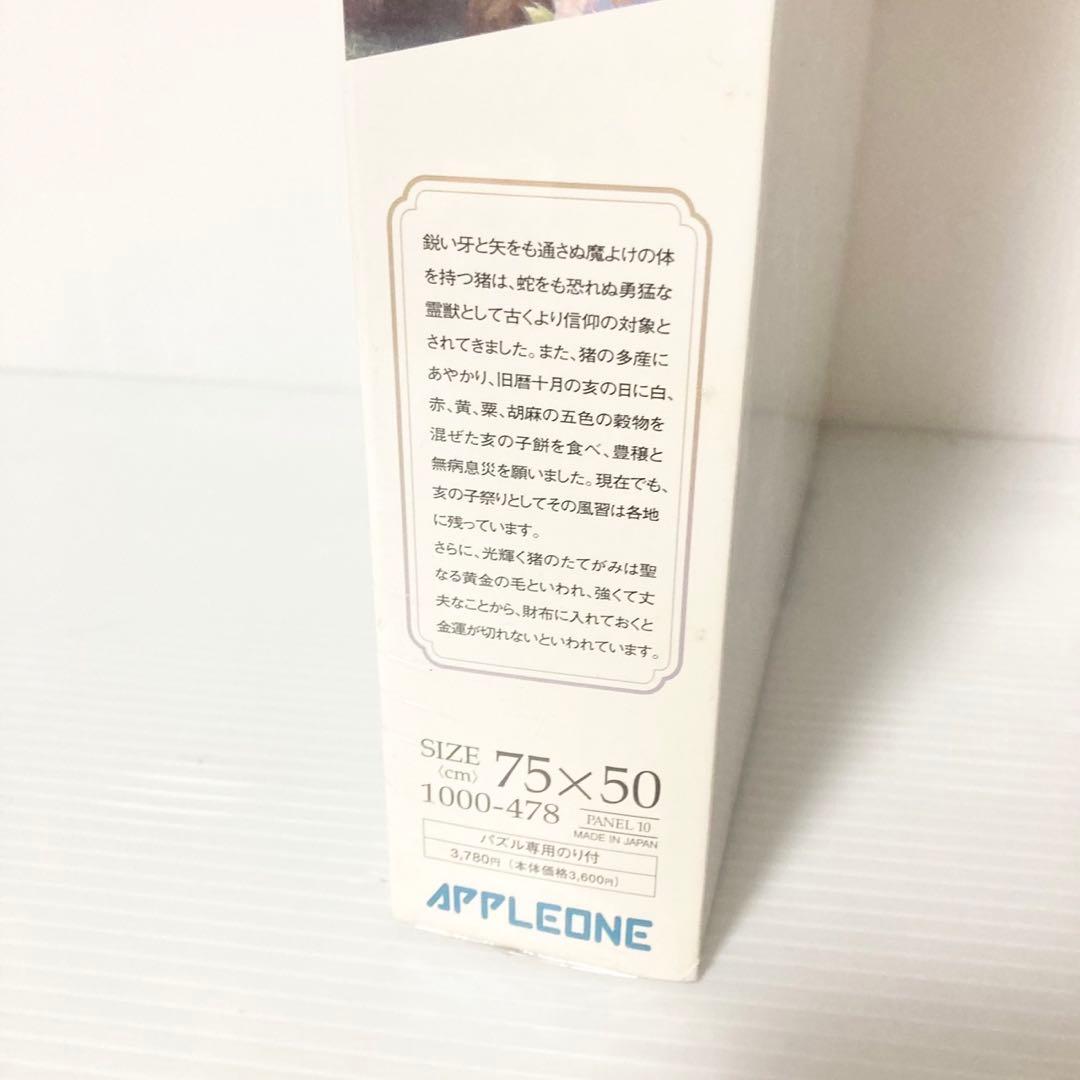 鋭い牙と矢をも通さぬ魔よけの体
を持つ猪は、蛇をも恐れぬ勇猛な
霊獣として古くより信仰の対象と
されてきました。また、猪の多産に
あやかり、旧暦十月の亥の日に白、
赤、黄、粟、胡麻の五色の穀物を
混ぜた亥の子餅を食べ、豊穣と
無病息災を願いました。現在でも、
亥の子祭りとしてその風習は各地
に残っています。
さらに、光輝く猪のたてがみは聖
なる黄金の毛といわれ、強くて丈
夫なことから、財布に入れておくと
金運が切れないといわれています。
SIZE
〈cm〉
75×50
1000-478
PANEL 10
MADE IN JAPAN
パズル専用のり付
3,780円（本体価格3,600円）
APPLEONE